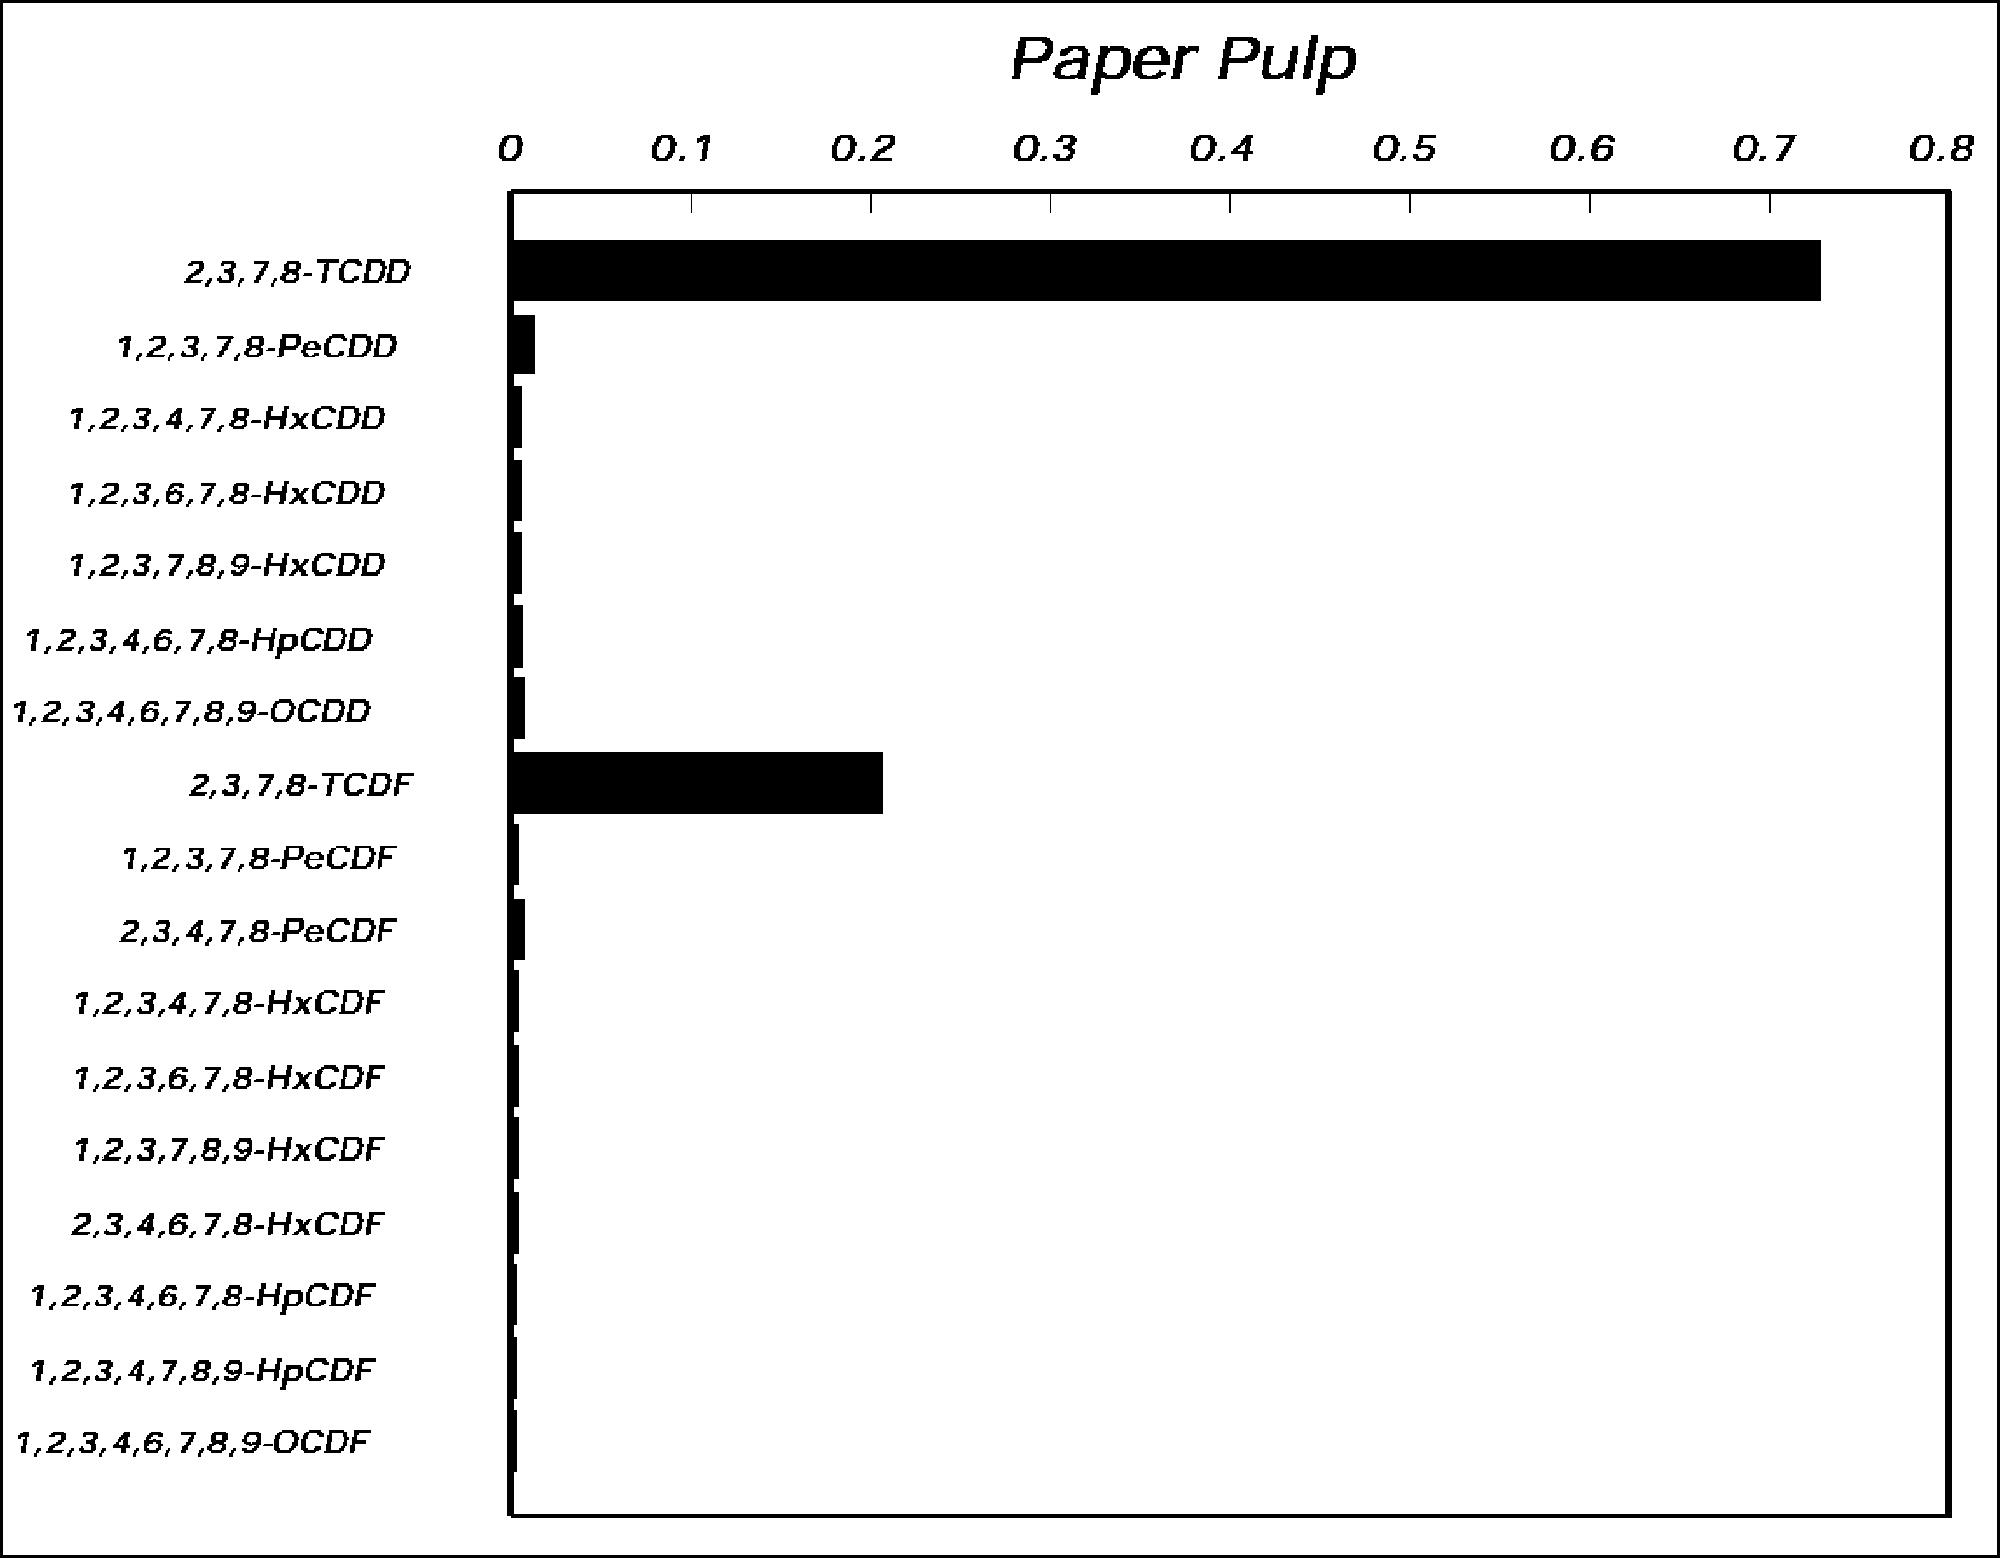 Paper Pulp
0 0.1 0.2 0.3 0.4 0.5 0.6 0.7 0.8
2,3,7,8-TCDD
1,2,3,7,8-PeCDD
1,2,3,4,7,8-HxCDD
1,2,3,6,7,8-HxCDD
1,2,3,7,8,9-HxCDD
1,2,3,4,6,7,8-HpCDD
1,2,3,4,6,7,8,9-OCDD
2,3,7,8-TCDF
1,2,3,7,8-PeCDF
2,3,4,7,8-PeCDF
1,2,3,4,7,8-HxCDF
1,2,3,6,7,8-HxCDF
1,2,3,7,8,9-HxCDF
2,3,4,6,7,8-HxCDF
1,2,3,4,6,7,8-HpCDF
1,2,3,4,7,8,9-HpCDF
1,2,3,4,6,7,8,9-OCDF